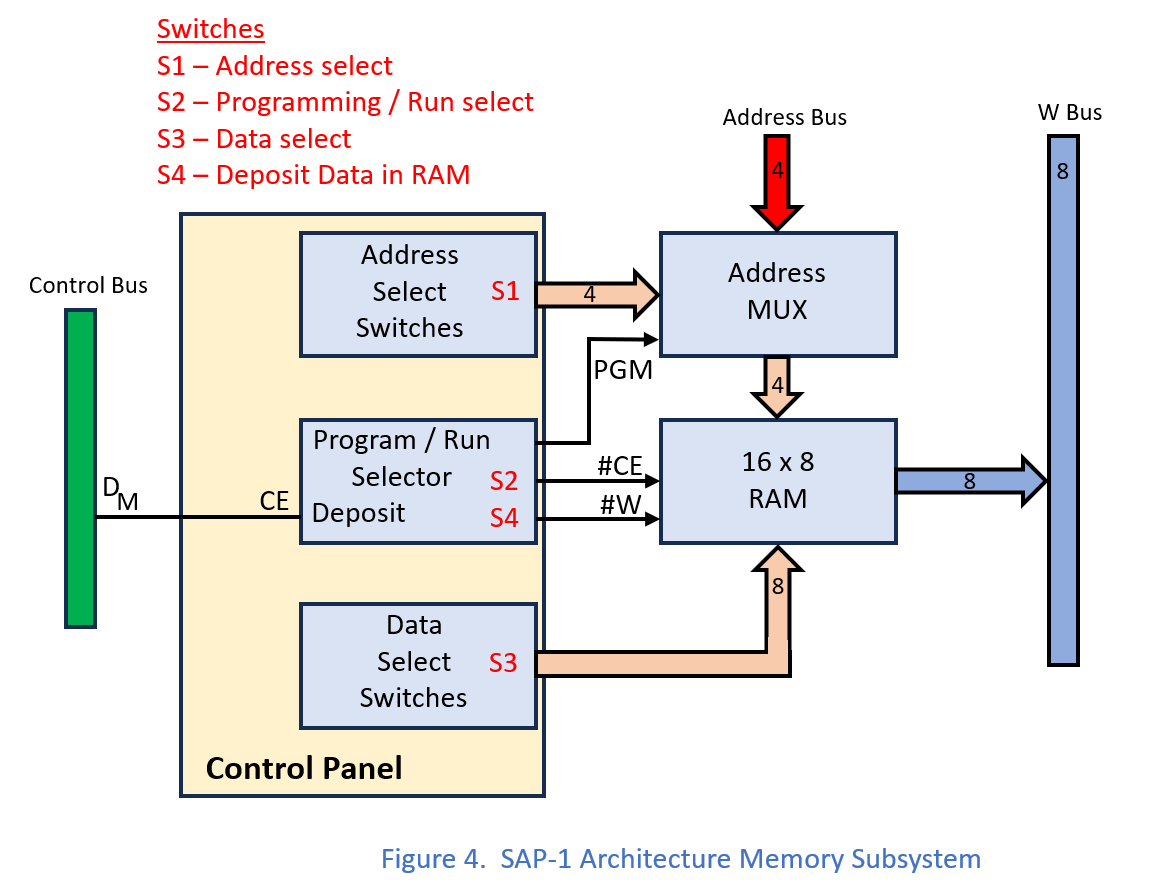 Switches
S1 – Address select
S2 – Programming / Run select
S3 – Data select
S4 – Deposit Data in RAM
Address Bus
W Bus
4
8
Control Bus
Address
Select
Switches
S1
4
Address
MUX
PGM
4
Program / Run
Selector
Deposit
S2
S4
#CE
#W
16 x 8
RAM
8
DM
CE
8
Data
Select
Switches
S3
Control Panel
Figure 4. SAP-1 Architecture Memory Subsystem